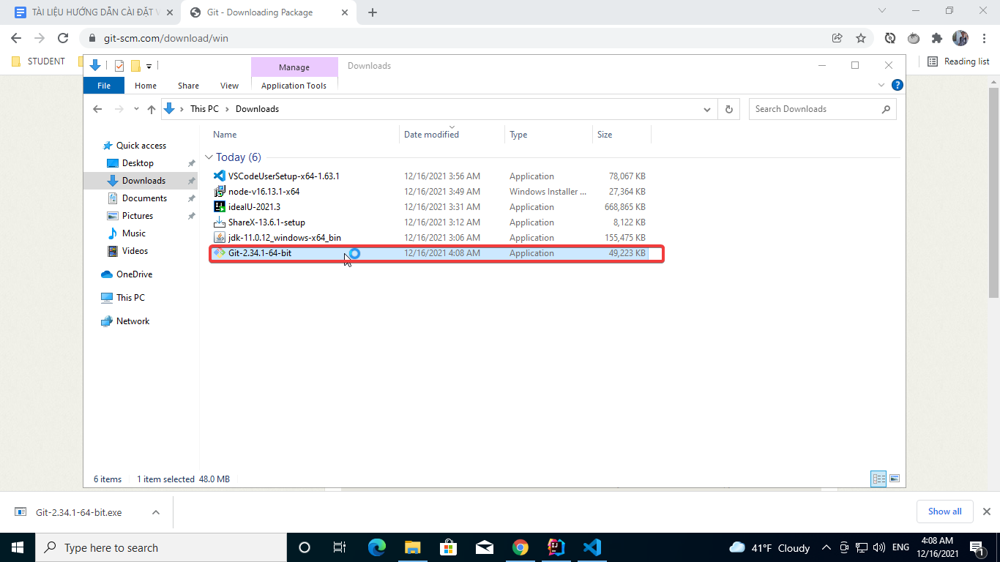 TÀI LIỆU HƯỚNG DẪN CÀI ĐẶT
Git - Downloading Package
git-scm.com/download/win
STUDENT
Reading list
Manage
Downloads
File
Home
Share
View
Application Tools
This PC
Downloads
Search Downloads
Name
Date modified
Type
Size
Quick access
Desktop
Downloads
Documents
Pictures
Music
Videos
OneDrive
This PC
Network
Today (6)
VSCodeUserSetup-x64-1.63.1 12/16/2021 3:56 AM Application 78,067 KB
node-v16.13.1-x64 12/16/2021 3:49 AM Windows Installer ... 27,364 KB
ideaIU-2021.3 12/16/2021 3:31 AM Application 668,865 KB
ShareX-13.6.1-setup 12/16/2021 3:12 AM Application 8,122 KB
jdk-11.0.12_windows-x64_bin 12/16/2021 3:06 AM Application 155,475 KB
Git-2.34.1-64-bit 12/16/2021 4:08 AM Application 49,223 KB
6 items
1 item selected 48.0 MB
Git-2.34.1-64-bit.exe
Show all
Type here to search
41°F Cloudy
ENG
4:08 AM
12/16/2021
1